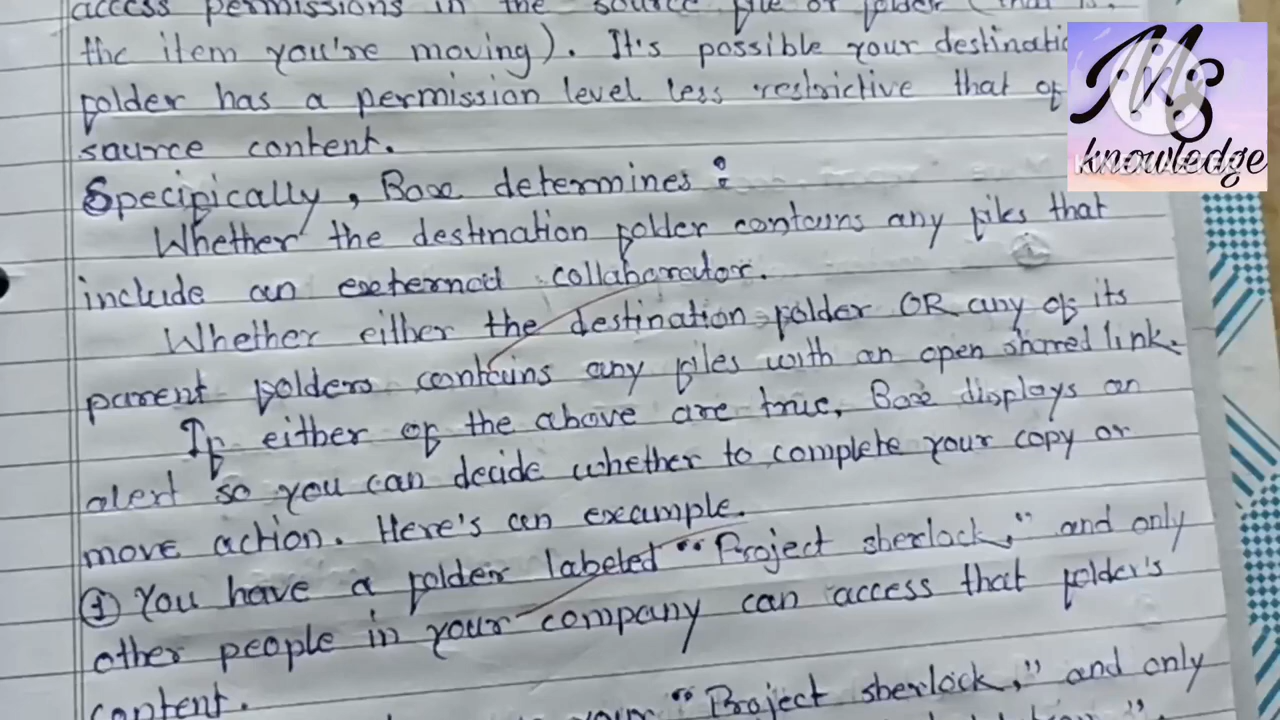 access permissions in the source file or folder (that is,
the item you're moving). It's possible your destinatio
folder has a permission level less restrictive that of
saurce content.
Specifically, Box determines :
Whether the destination folder contains any files that
include an external collaborator.
Whether either the destination folder OR any of its
parent folders contains any files with an open shared link.
If either of the above are true, Box displays an
alert so you can decide whether to complete your copy or
move action. Here's an example.
① You have a folder labeled "Project sherlock," and only
other people in your company can access that folder's
content.
your "Project sherlock," and only
MS
knowledge